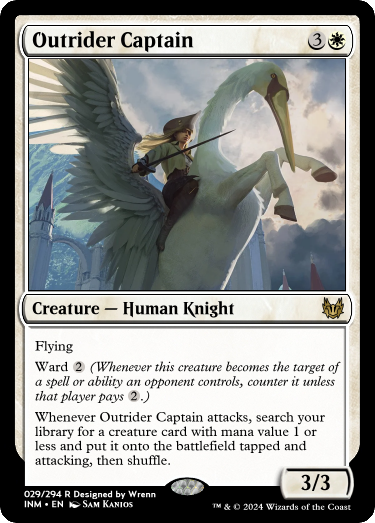 Outrider Captain 3
Creature — Human Knight
Flying
Ward 2 (Whenever this creature becomes the target
of a spell or ability an opponent controls, counter it unless
that player pays 2.)
Whenever Outrider Captain attacks, search your
library for a creature card with mana value 1 or
less and put it onto the battlefield tapped and
attacking, then shuffle.
3/3
029/294 R Designed by Wrenn
INM • EN Sam Kanios
™ & © 2024 Wizards of the Coast